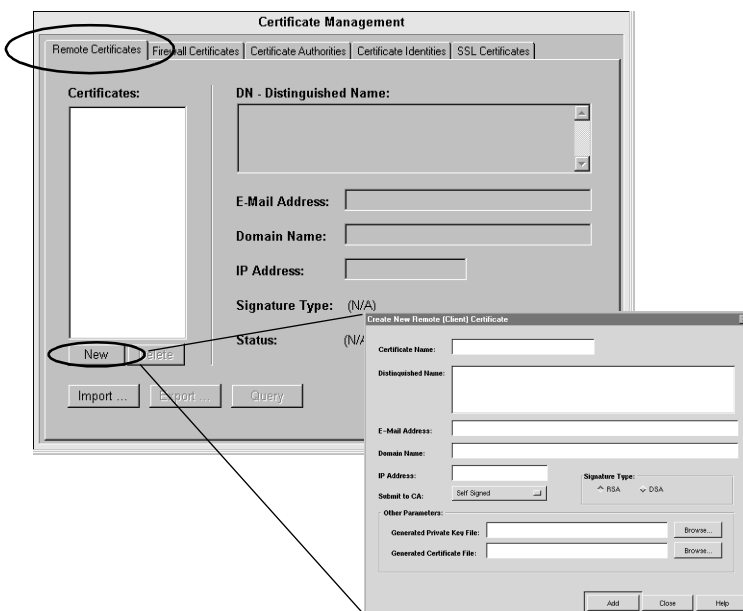 Certificate Management
Remote Certificates Firewall Certificates Certificate Authorities Certificate Identities SSL Certificates
Certificates:
DN - Distinguished Name:
E-Mail Address:
Domain Name:
IP Address:
Signature Type: (N/A)
Status: (N/A
New Delete
Import ... Export ... Query
Create New Remote (Client) Certificate
Certificate Name:
Distinguished Name:
E-Mail Address:
Domain Name:
IP Address:
Signature Type:
RSA DSA
Submit to CA: Self Signed
Other Parameters:
Generated Private Key File: Browse...
Generated Certificate File: Browse...
Add Close Help